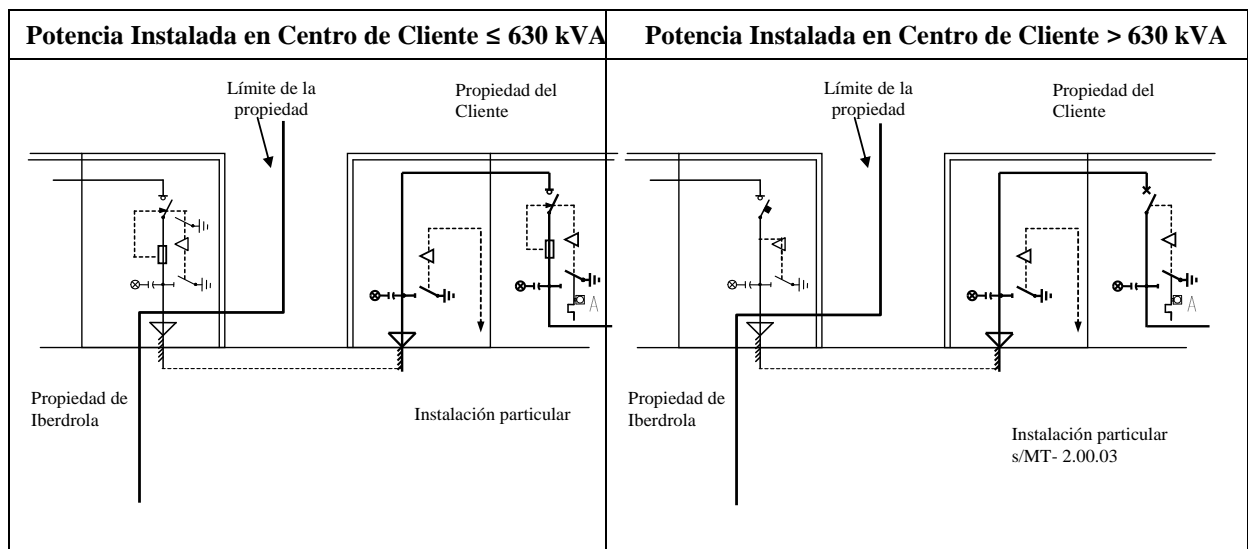 Potencia Instalada en Centro de Cliente ≤ 630 kVA
Límite de la
propiedad
Propiedad del
Cliente
A
Propiedad de
Iberdrola
Instalación particular
Potencia Instalada en Centro de Cliente > 630 kVA
Límite de la
propiedad
Propiedad del
Cliente
A
Propiedad de
Iberdrola
Instalación particular
s/MT- 2.00.03